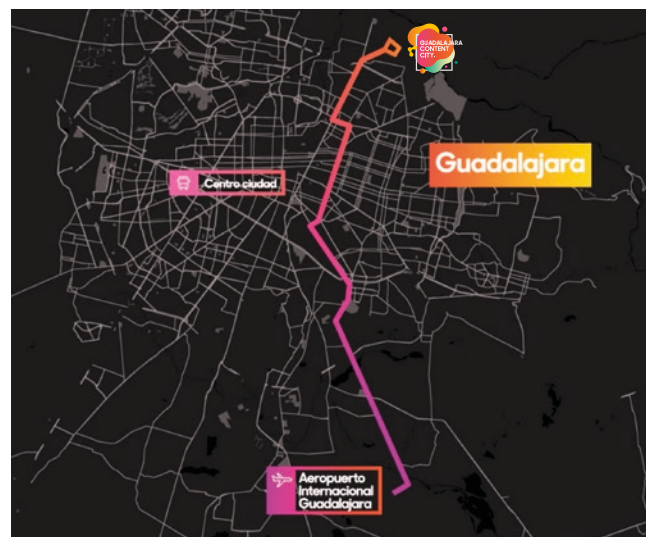 GUADALAJARA
CONTENT
CITY.
Guadalajara
Centro ciudad
Aeropuerto
Internacional
Guadalajara